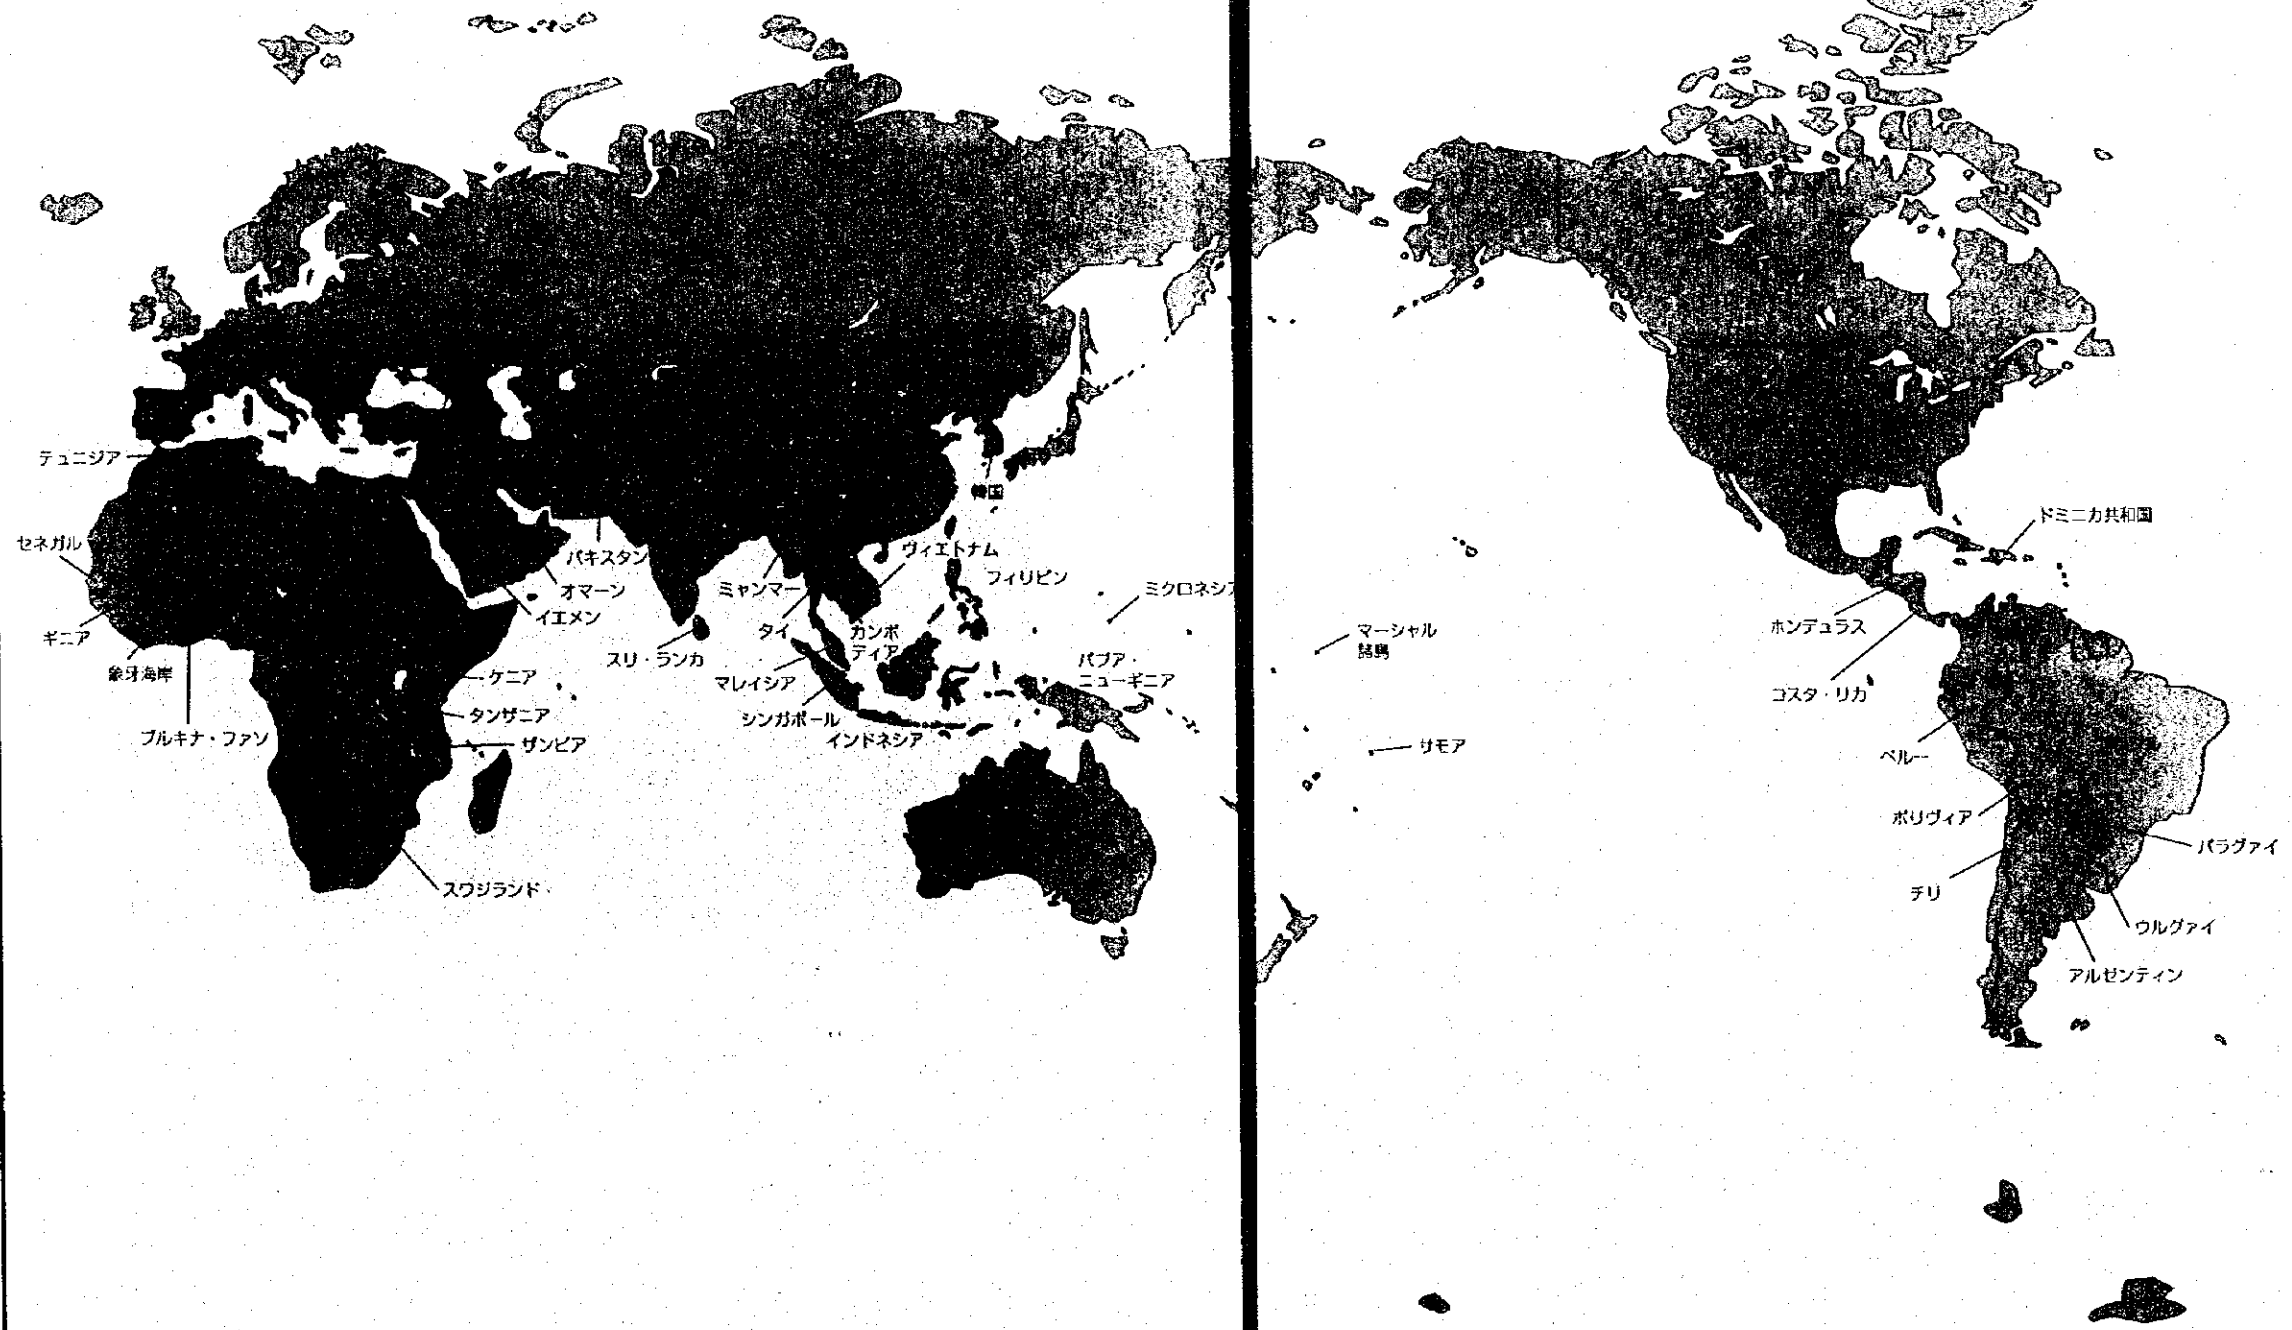 テュニジア
韓国
ドミニカ共和国
セネガル
パキスタン
ヴィエトナム
フィリピン
オマーン
ミャンマー
ミクロネシア
イエメン
ギニア
タイ
カンボ
ディア
ホンデュラス
マーシャル
諸島
スリ・ランカ
象牙海岸
ケニア
マレイシア
パプア・
ニューギニア
コスタ・リカ
タンザニア
シンガポール
ブルキナ・ファソ
ザンビア
インドネシア
サモア
ペルー
ボリヴィア
パラグァイ
スワジランド
チリ
ウルグァイ
アルゼンティン